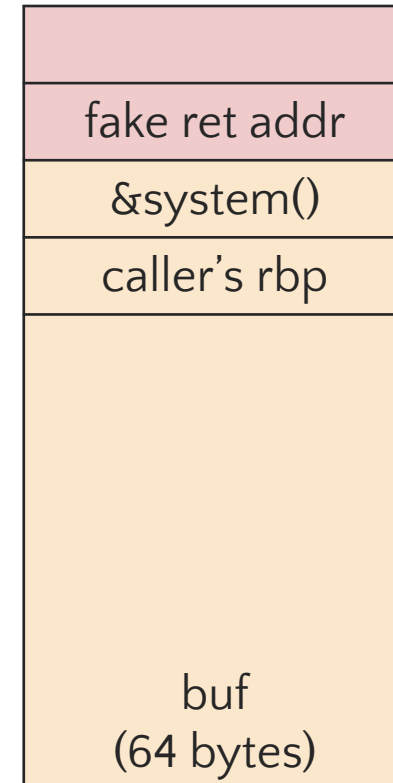 fake ret addr
&system()
caller’s rbp
buf
(64 bytes)